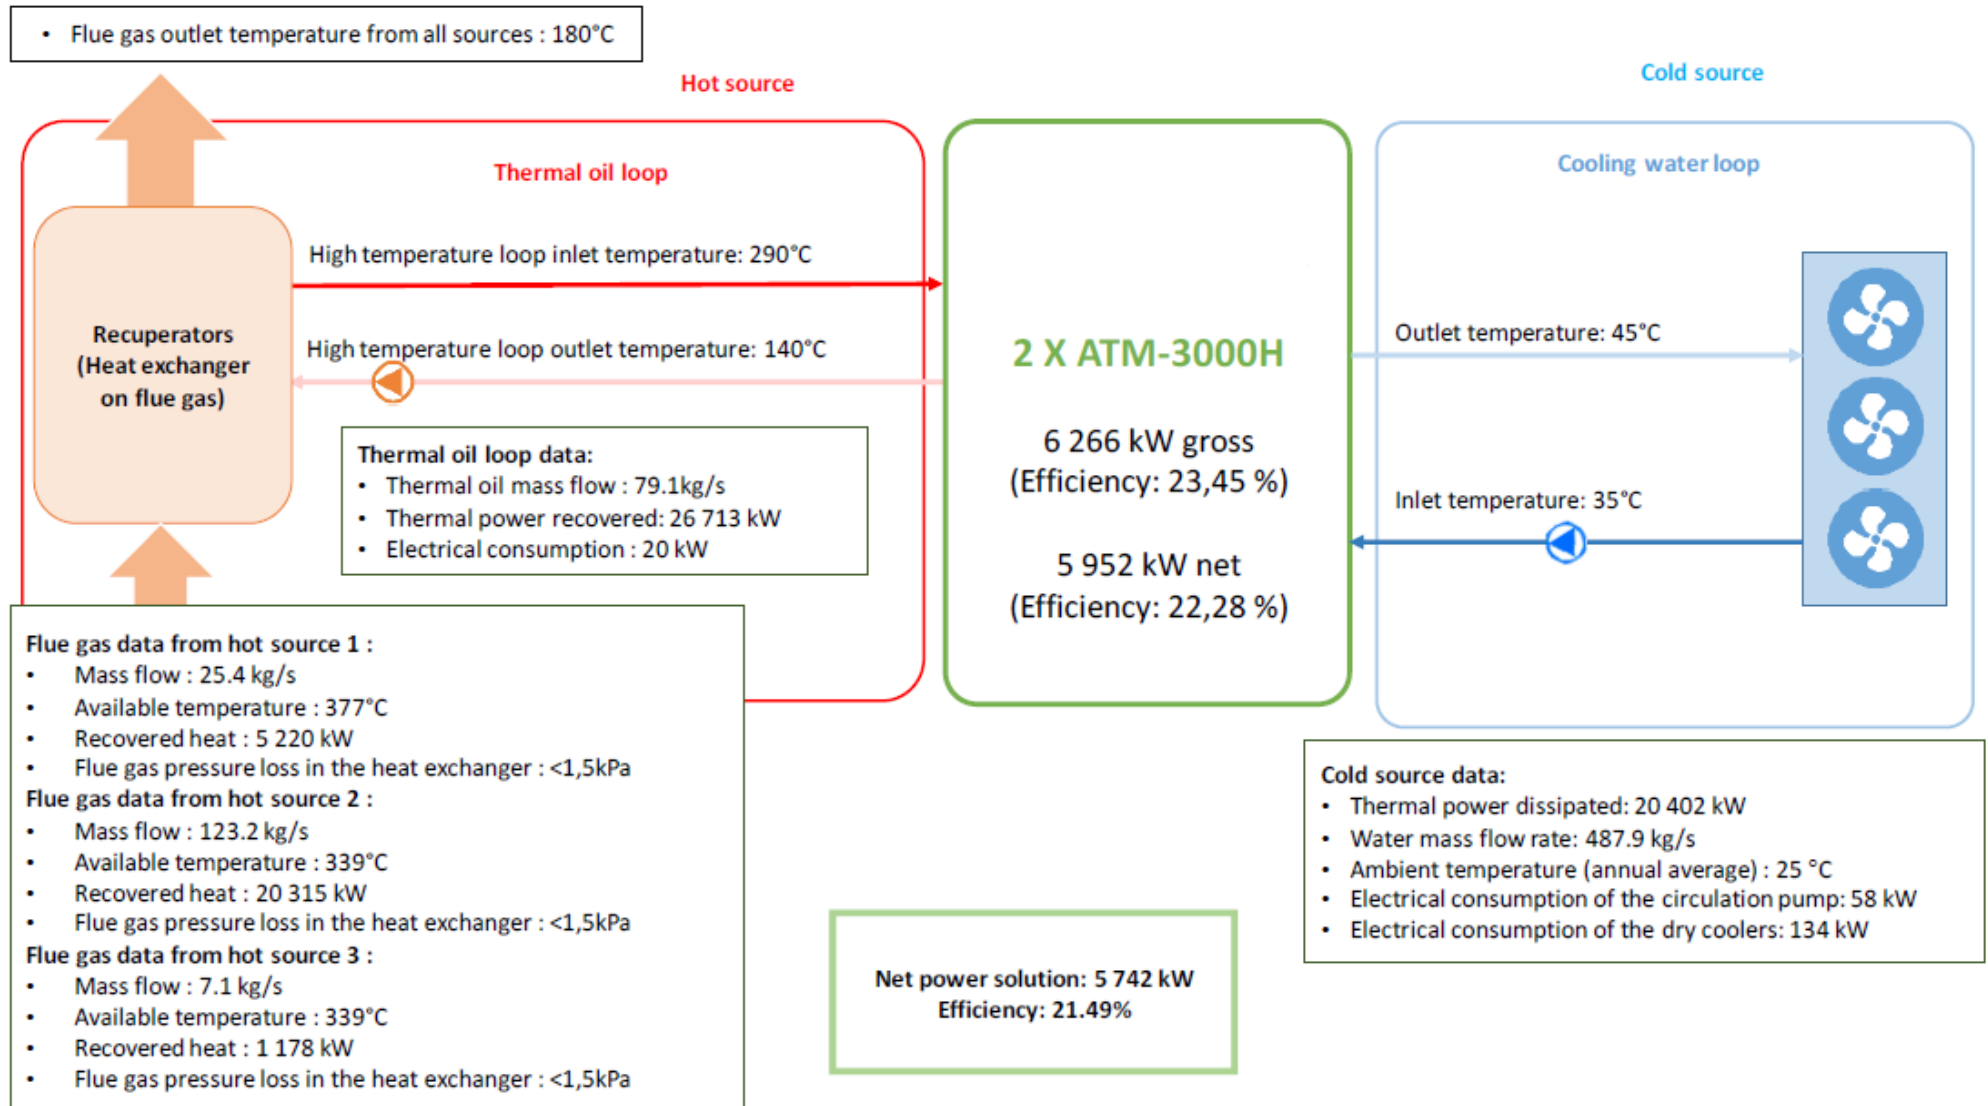 • Flue gas outlet temperature from all sources : 180°C
Hot source
Cold source
Thermal oil loop
Cooling water loop
High temperature loop inlet temperature: 290°C
Recuperators
(Heat exchanger
on flue gas)
High temperature loop outlet temperature: 140°C
Thermal oil loop data:
• Thermal oil mass flow : 79.1kg/s
• Thermal power recovered: 26 713 kW
• Electrical consumption : 20 kW
2 X ATM-3000H
6 266 kW gross
(Efficiency: 23,45 %)
5 952 kW net
(Efficiency: 22,28 %)
Outlet temperature: 45°C
Inlet temperature: 35°C
Flue gas data from hot source 1 :
• Mass flow : 25.4 kg/s
• Available temperature : 377°C
• Recovered heat : 5 220 kW
• Flue gas pressure loss in the heat exchanger : <1,5kPa
Flue gas data from hot source 2 :
• Mass flow : 123.2 kg/s
• Available temperature : 339°C
• Recovered heat : 20 315 kW
• Flue gas pressure loss in the heat exchanger : <1,5kPa
Flue gas data from hot source 3 :
• Mass flow : 7.1 kg/s
• Available temperature : 339°C
• Recovered heat : 1 178 kW
• Flue gas pressure loss in the heat exchanger : <1,5kPa
Cold source data:
• Thermal power dissipated: 20 402 kW
• Water mass flow rate: 487.9 kg/s
• Ambient temperature (annual average) : 25 °C
• Electrical consumption of the circulation pump: 58 kW
• Electrical consumption of the dry coolers: 134 kW
Net power solution: 5 742 kW
Efficiency: 21.49%